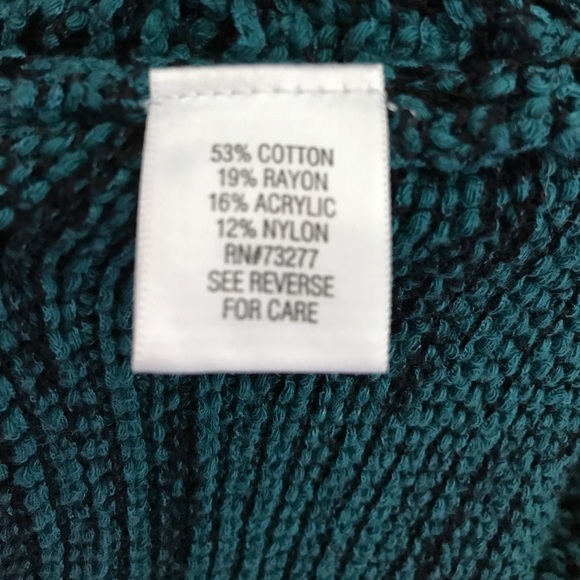 53% COTTON
19% RAYON
16% ACRYLIC
12% NYLON
RN#73277
SEE REVERSE
FOR CARE